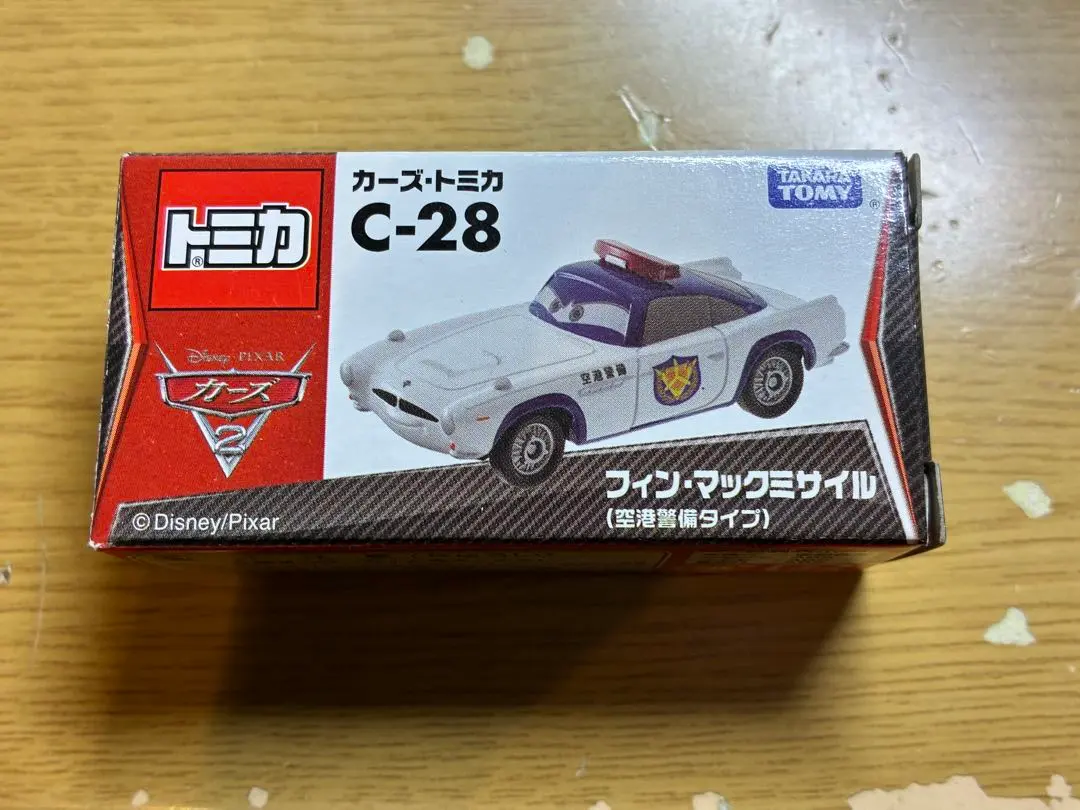 トミカ
®
カーズ・トミカ
C-28
TAKARA
TOMY
®
Disney PIXAR
カーズ
2
空港警備
フィン・マックミサイル
(空港警備タイプ)
©Disney/Pixar